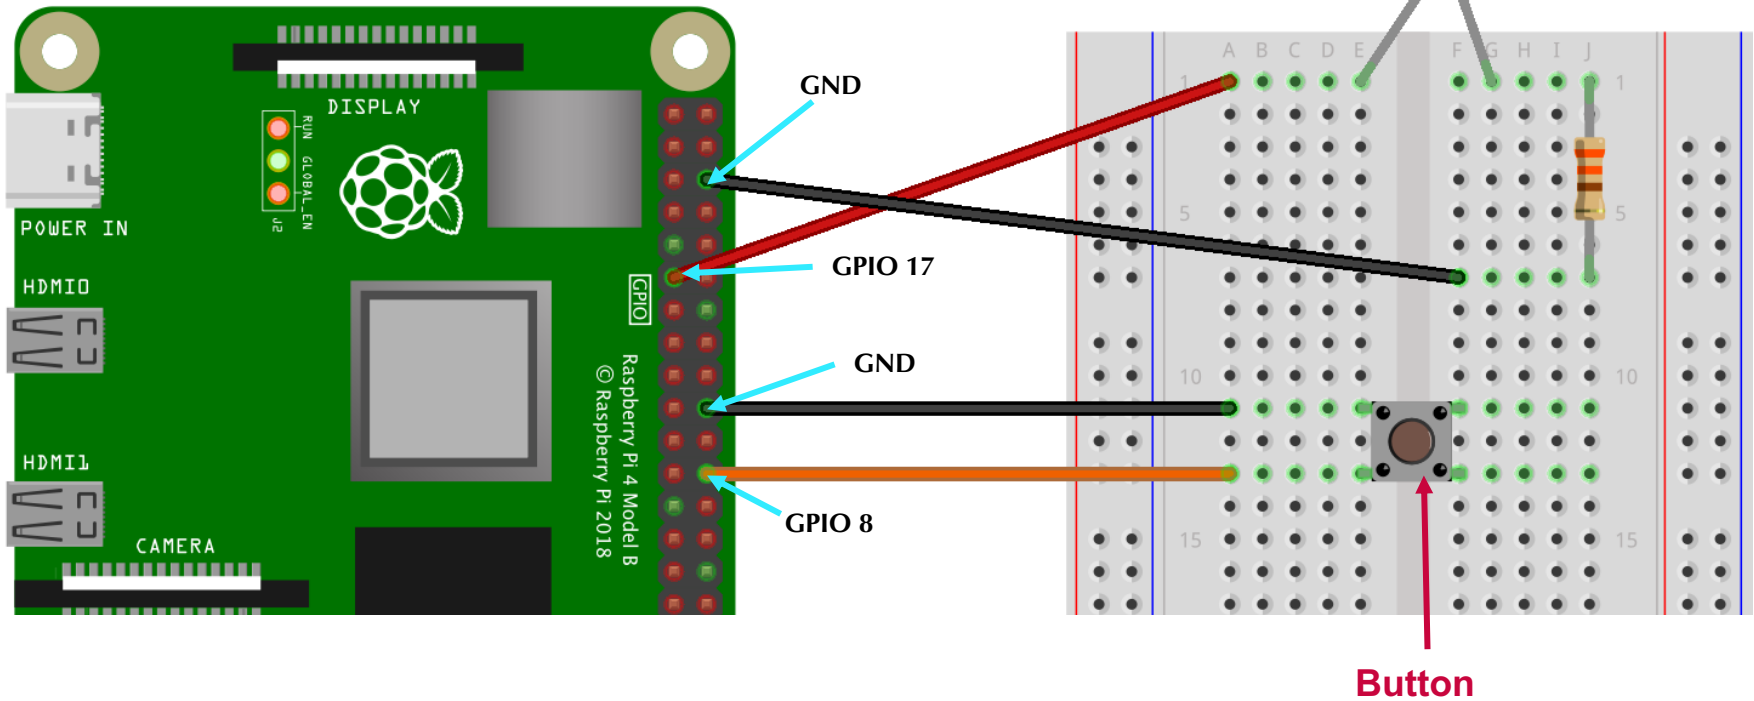 DISPLAY
RUN
GLOBAL_EN
J2
POWER IN
HDMI0
HDMI1
CAMERA
GPIO
Raspberry Pi 4 Model B
© Raspberry Pi 2018
GND
GPIO 17
GND
GPIO 8
A B C D E F G H I J
1 1
5 5
10 10
15 15
Button